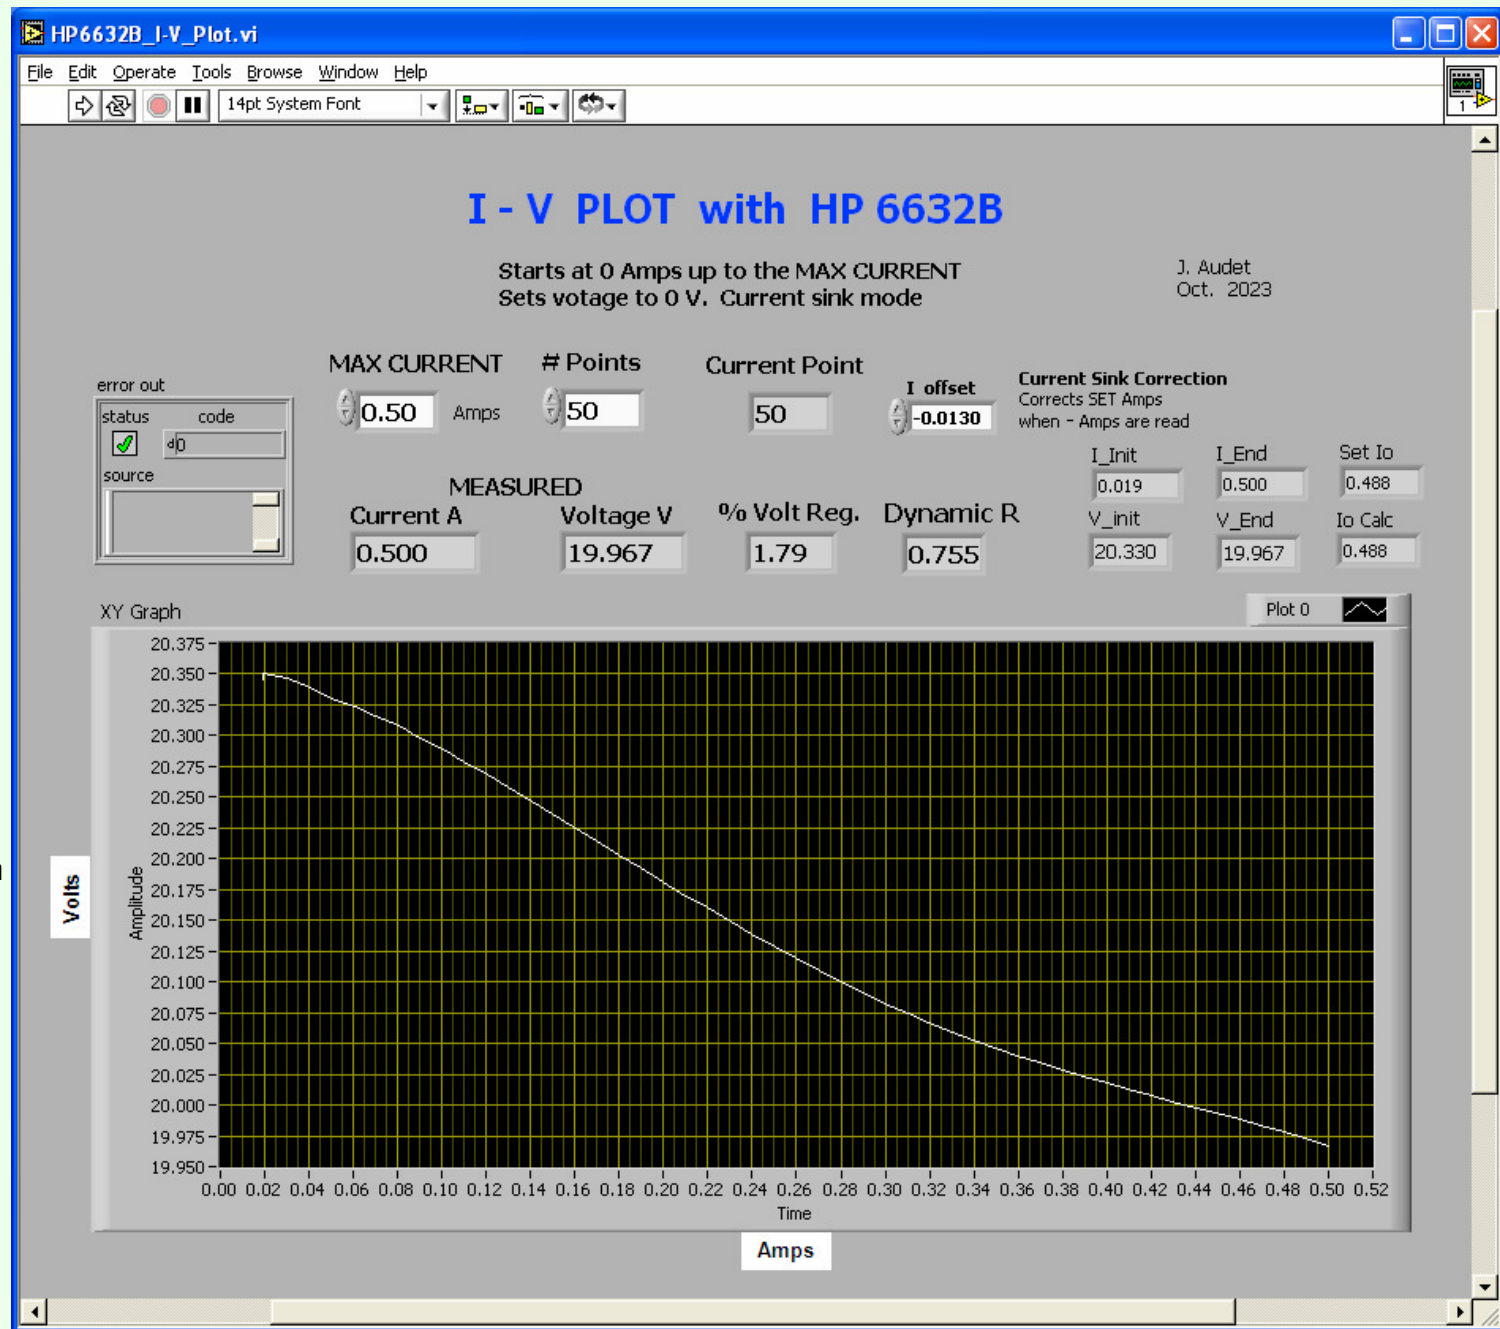 HP6632B_I-V_Plot.vi
File Edit Operate Tools Browse Window Help
14pt System Font
1
I - V PLOT with HP 6632B
Starts at 0 Amps up to the MAX CURRENT
Sets votage to 0 V. Current sink mode
J. Audet
Oct. 2023
error out
status code
d0
source
MAX CURRENT
0.50 Amps
# Points
50
Current Point
50
I offset
-0.0130
Current Sink Correction
Corrects SET Amps
when - Amps are read
MEASURED
Current A
0.500
Voltage V
19.967
% Volt Reg.
1.79
Dynamic R
0.755
I_Init
0.019
I_End
0.500
Set Io
0.488
V_init
20.330
V_End
19.967
Io Calc
0.488
XY Graph
Plot 0
20.375
20.350
20.325
20.300
20.275
20.250
20.225
20.200
20.175
20.150
20.125
20.100
20.075
20.050
20.025
20.000
19.975
19.950
Volts
Amplitude
0.00 0.02 0.04 0.06 0.08 0.10 0.12 0.14 0.16 0.18 0.20 0.22 0.24 0.26 0.28 0.30 0.32 0.34 0.36 0.38 0.40 0.42 0.44 0.46 0.48 0.50 0.52
Time
Amps